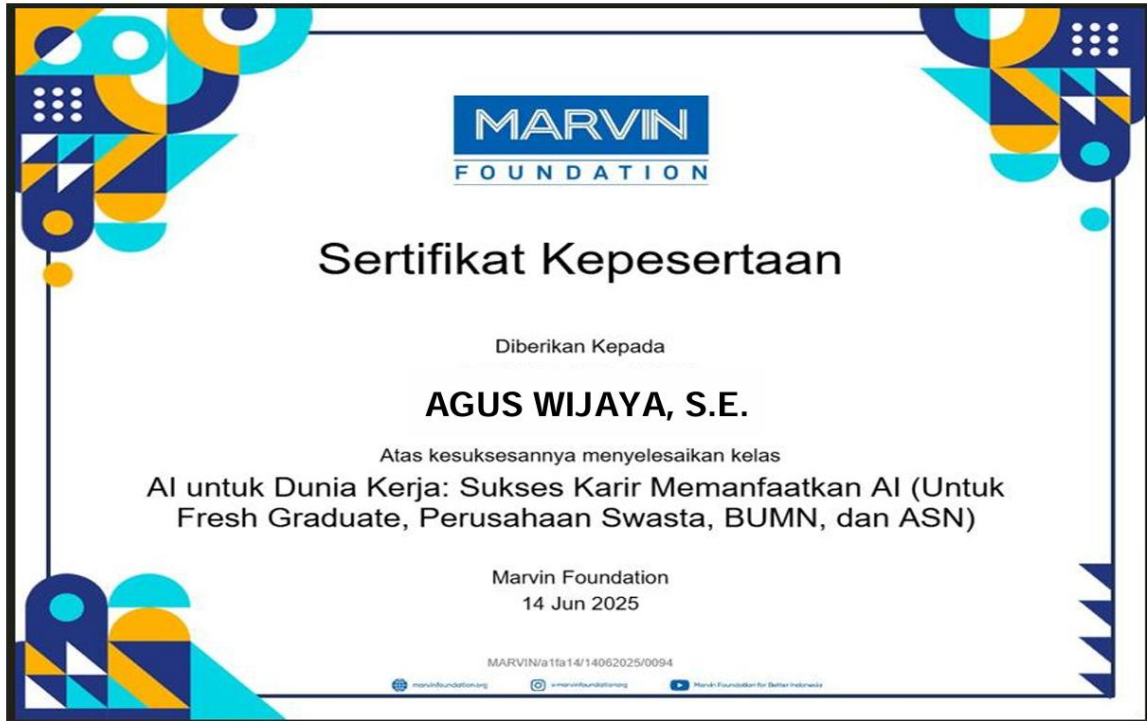 MARVIN
FOUNDATION
Sertifikat Kepesertaan
Diberikan Kepada
AGUS WIJAYA, S.E.
Atas kesuksesannya menyelesaikan kelas
AI untuk Dunia Kerja: Sukses Karir Memanfaatkan AI (Untuk
Fresh Graduate, Perusahaan Swasta, BUMN, dan ASN)
Marvin Foundation
14 Jun 2025
MARVIN/a1fa14/14062025/0094
marvinfoundation.org Marvin Foundation for Better Indonesia